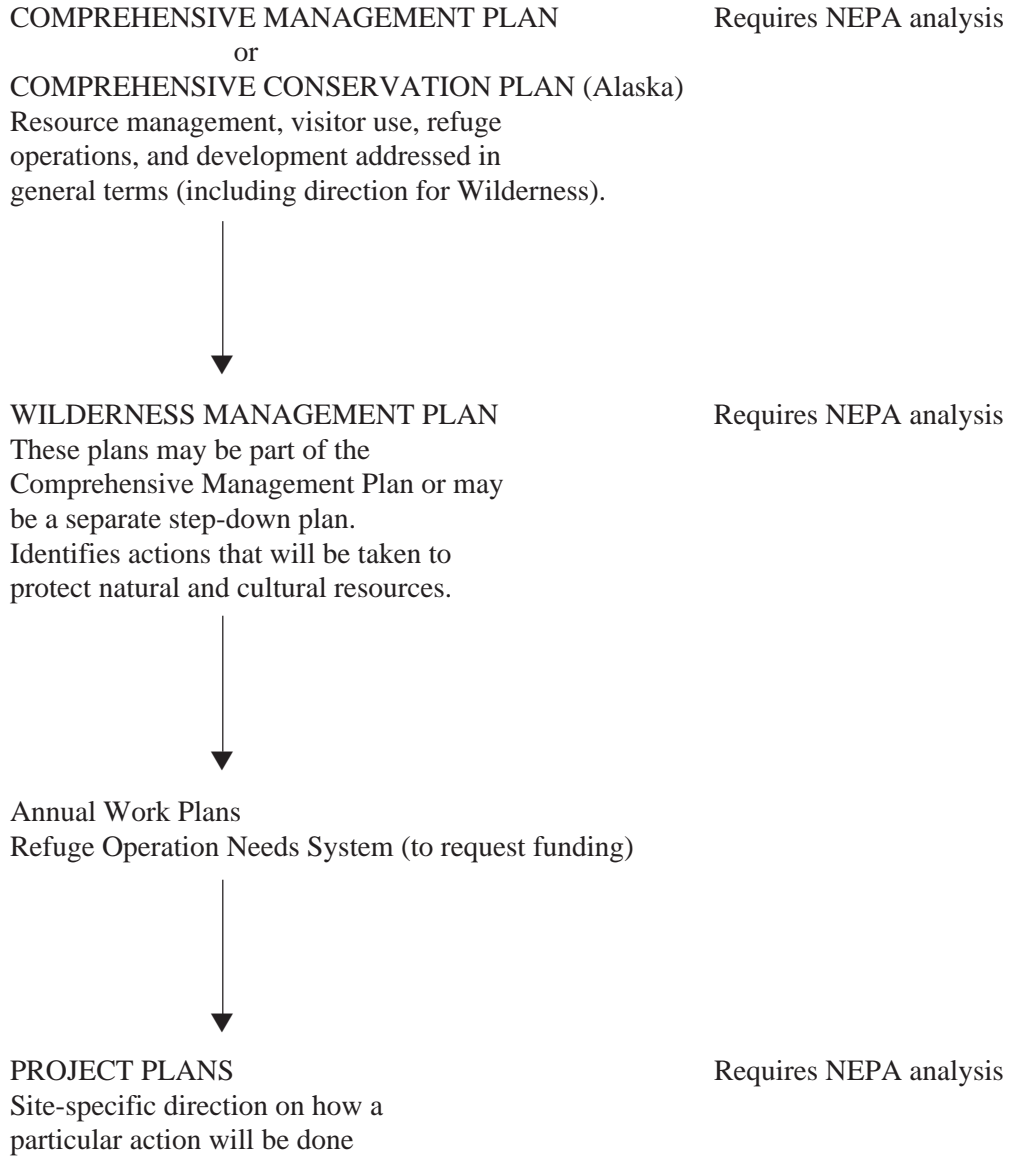 COMPREHENSIVE MANAGEMENT PLAN Requires NEPA analysis
or
COMPREHENSIVE CONSERVATION PLAN (Alaska)
Resource management, visitor use, refuge
operations, and development addressed in
general terms (including direction for Wilderness).
WILDERNESS MANAGEMENT PLAN Requires NEPA analysis
These plans may be part of the
Comprehensive Management Plan or may
be a separate step-down plan.
Identifies actions that will be taken to
protect natural and cultural resources.
Annual Work Plans
Refuge Operation Needs System (to request funding)
PROJECT PLANS Requires NEPA analysis
Site-specific direction on how a
particular action will be done